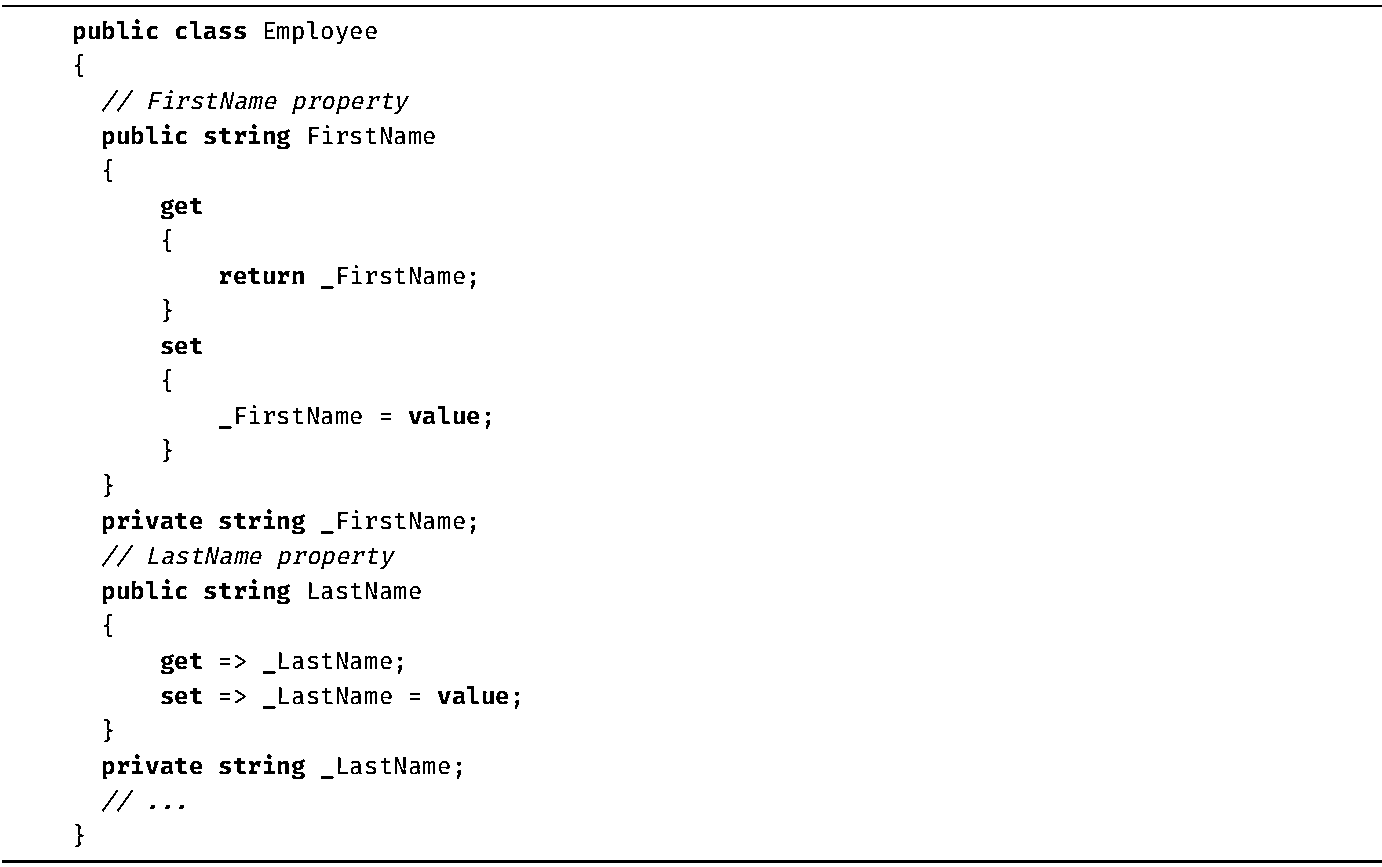 public class Employee
{
  // FirstName property
  public string FirstName
  {
      get
      {
          return _FirstName;
      }
      set
      {
          _FirstName = value;
      }
  }
  private string _FirstName;
  // LastName property
  public string LastName
  {
      get => _LastName;
      set => _LastName = value;
  }
  private string _LastName;
  // ...
}